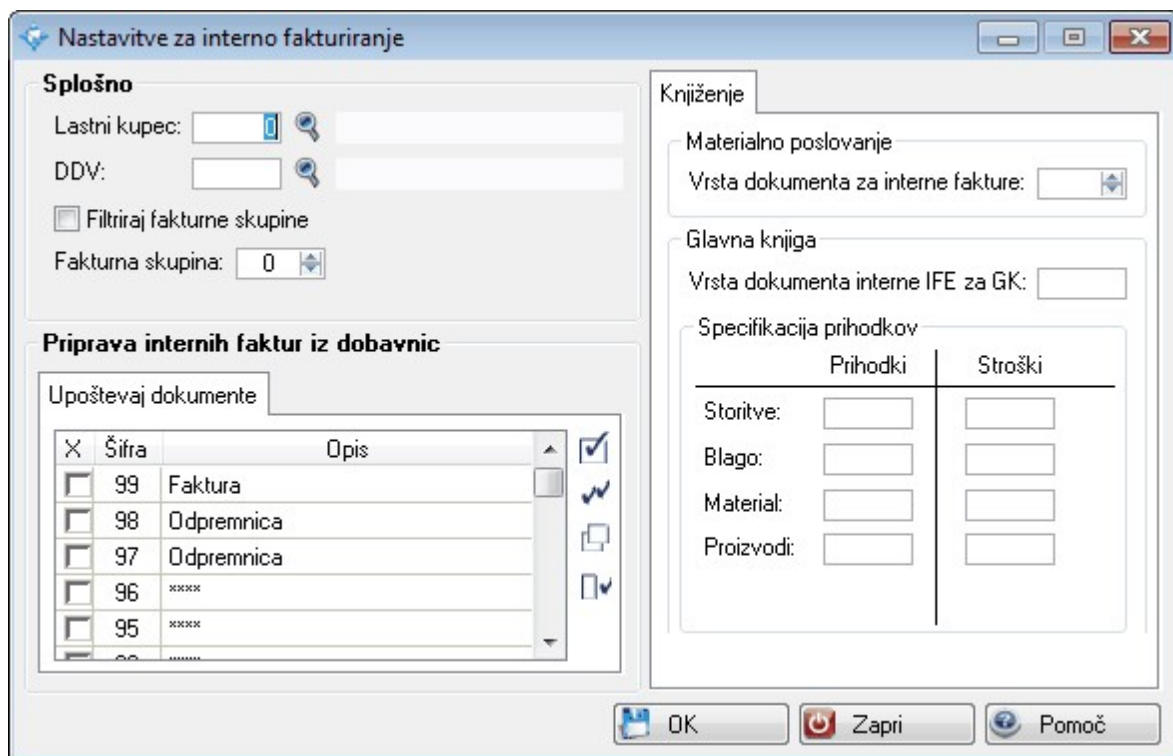 Nastavitve za interno fakturiranje
Splošno
Lastni kupec: 0
DDV:
Filtriraj fakturne skupine
Fakturna skupina: 0
Priprava internih faktur iz dobavnic
Upoštevaj dokumente
X Šifra Opis
99 Faktura
98 Odpremnica
97 Odpremnica
96 ****
95 ****
Knjiženje
Materialno poslovanje
Vrsta dokumenta za interne fakture:
Glavna knjiga
Vrsta dokumenta interne IFE za GK:
Specifikacija prihodkov
Prihodki Stroški
Storitve:
Blago:
Material:
Proizvodi:
OK Zapri Pomoč